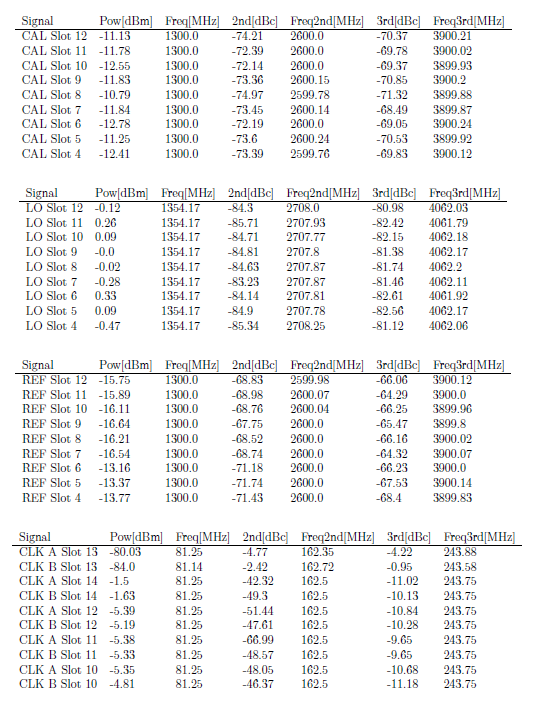 Signal Pow[dBm] Freq[MHz] 2nd[dBc] Freq2nd[MHz] 3rd[dBc] Freq3rd[MHz]
CAL Slot 12 -11.13 1300.0 -74.21 2600.0 -70.37 3900.21
CAL Slot 11 -11.78 1300.0 -72.39 2600.0 -69.78 3900.02
CAL Slot 10 -12.55 1300.0 -72.14 2600.0 -69.37 3899.93
CAL Slot 9 -11.83 1300.0 -73.36 2600.15 -70.85 3900.2
CAL Slot 8 -10.79 1300.0 -74.97 2599.78 -71.32 3899.88
CAL Slot 7 -11.84 1300.0 -73.45 2600.14 -68.49 3899.87
CAL Slot 6 -12.78 1300.0 -72.19 2600.0 -69.05 3900.24
CAL Slot 5 -11.25 1300.0 -73.6 2600.24 -70.53 3899.92
CAL Slot 4 -12.41 1300.0 -73.39 2599.76 -69.83 3900.12
Signal Pow[dBm] Freq[MHz] 2nd[dBc] Freq2nd[MHz] 3rd[dBc] Freq3rd[MHz]
LO Slot 12 -0.12 1354.17 -84.3 2708.0 -80.98 4062.03
LO Slot 11 0.26 1354.17 -85.71 2707.93 -82.42 4061.79
LO Slot 10 0.09 1354.17 -84.71 2707.77 -82.15 4062.18
LO Slot 9 -0.0 1354.17 -84.81 2707.8 -81.38 4062.17
LO Slot 8 -0.02 1354.17 -84.63 2707.87 -81.74 4062.2
LO Slot 7 -0.28 1354.17 -83.23 2707.87 -81.46 4062.11
LO Slot 6 0.33 1354.17 -84.14 2707.81 -82.61 4061.92
LO Slot 5 0.09 1354.17 -84.9 2707.78 -82.56 4062.17
LO Slot 4 -0.47 1354.17 -85.34 2708.25 -81.12 4062.06
Signal Pow[dBm] Freq[MHz] 2nd[dBc] Freq2nd[MHz] 3rd[dBc] Freq3rd[MHz]
REF Slot 12 -15.75 1300.0 -68.83 2599.98 -66.06 3900.12
REF Slot 11 -15.89 1300.0 -68.98 2600.07 -64.29 3900.0
REF Slot 10 -16.11 1300.0 -68.76 2600.04 -66.25 3899.96
REF Slot 9 -16.64 1300.0 -67.75 2600.0 -65.47 3899.8
REF Slot 8 -16.21 1300.0 -68.52 2600.0 -66.16 3900.02
REF Slot 7 -16.54 1300.0 -68.74 2600.0 -64.32 3900.07
REF Slot 6 -13.16 1300.0 -71.18 2600.0 -66.23 3900.0
REF Slot 5 -13.37 1300.0 -71.74 2600.0 -67.53 3900.14
REF Slot 4 -13.77 1300.0 -71.43 2600.0 -68.4 3899.83
Signal Pow[dBm] Freq[MHz] 2nd[dBc] Freq2nd[MHz] 3rd[dBc] Freq3rd[MHz]
CLK A Slot 13 -80.03 81.25 -4.77 162.35 -4.22 243.88
CLK B Slot 13 -84.0 81.14 -2.42 162.72 -0.95 243.58
CLK A Slot 14 -1.5 81.25 -42.32 162.5 -11.02 243.75
CLK B Slot 14 -1.63 81.25 -49.3 162.5 -10.13 243.75
CLK A Slot 12 -5.39 81.25 -51.44 162.5 -10.84 243.75
CLK B Slot 12 -5.19 81.25 -47.61 162.5 -10.28 243.75
CLK A Slot 11 -5.38 81.25 -66.99 162.5 -9.65 243.75
CLK B Slot 11 -5.33 81.25 -48.57 162.5 -9.65 243.75
CLK A Slot 10 -5.35 81.25 -48.05 162.5 -10.68 243.75
CLK B Slot 10 -4.81 81.25 -46.37 162.5 -11.18 243.75